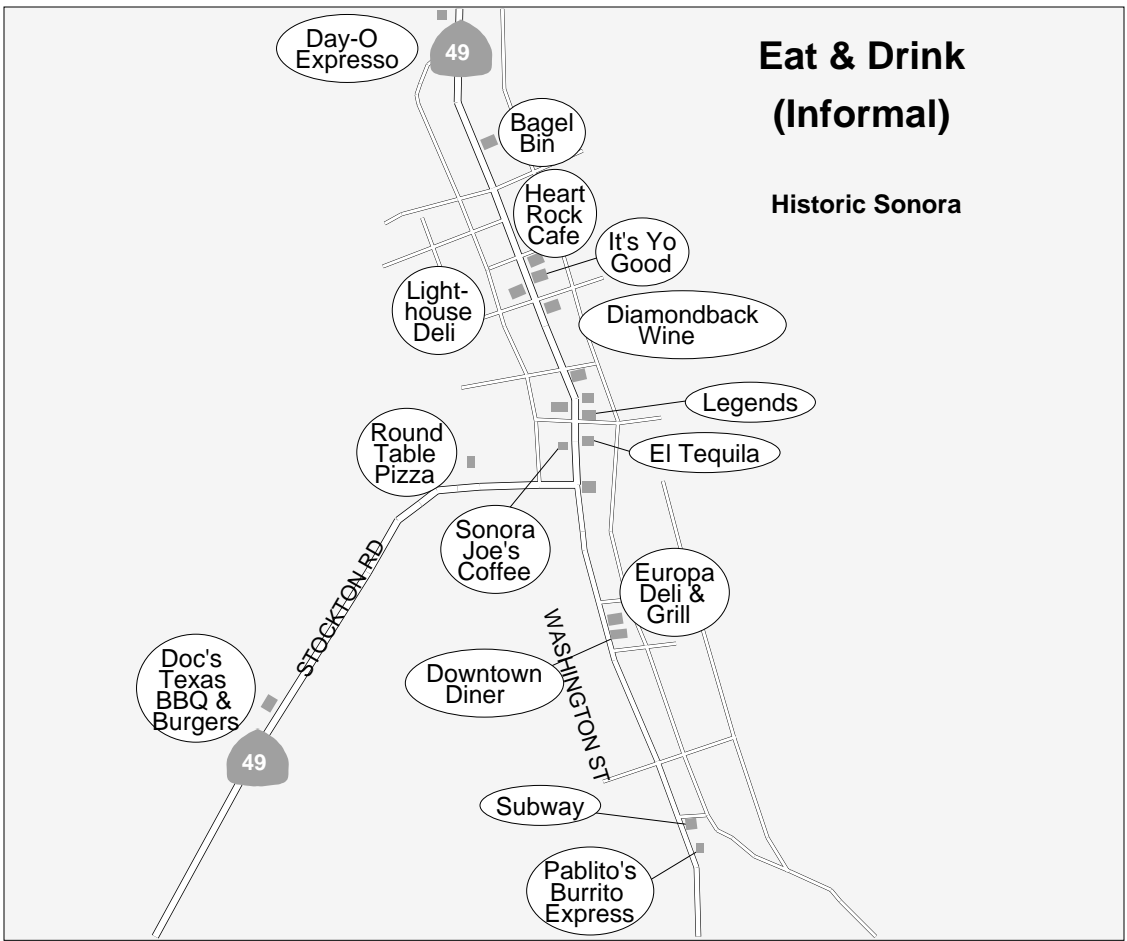 Eat & Drink
(Informal)
Historic Sonora
Day-O
Expresso
49
Bagel
Bin
Heart
Rock
Cafe
It's Yo
Good
Light-
house
Deli
Diamondback
Wine
Legends
Round
Table
Pizza
El Tequila
Sonora
Joe's
Coffee
STOCKTON RD
Europa
Deli &
Grill
WASHINGTON ST
Downtown
Diner
Doc's
Texas
BBQ &
Burgers
49
Subway
Pablito's
Burrito
Express